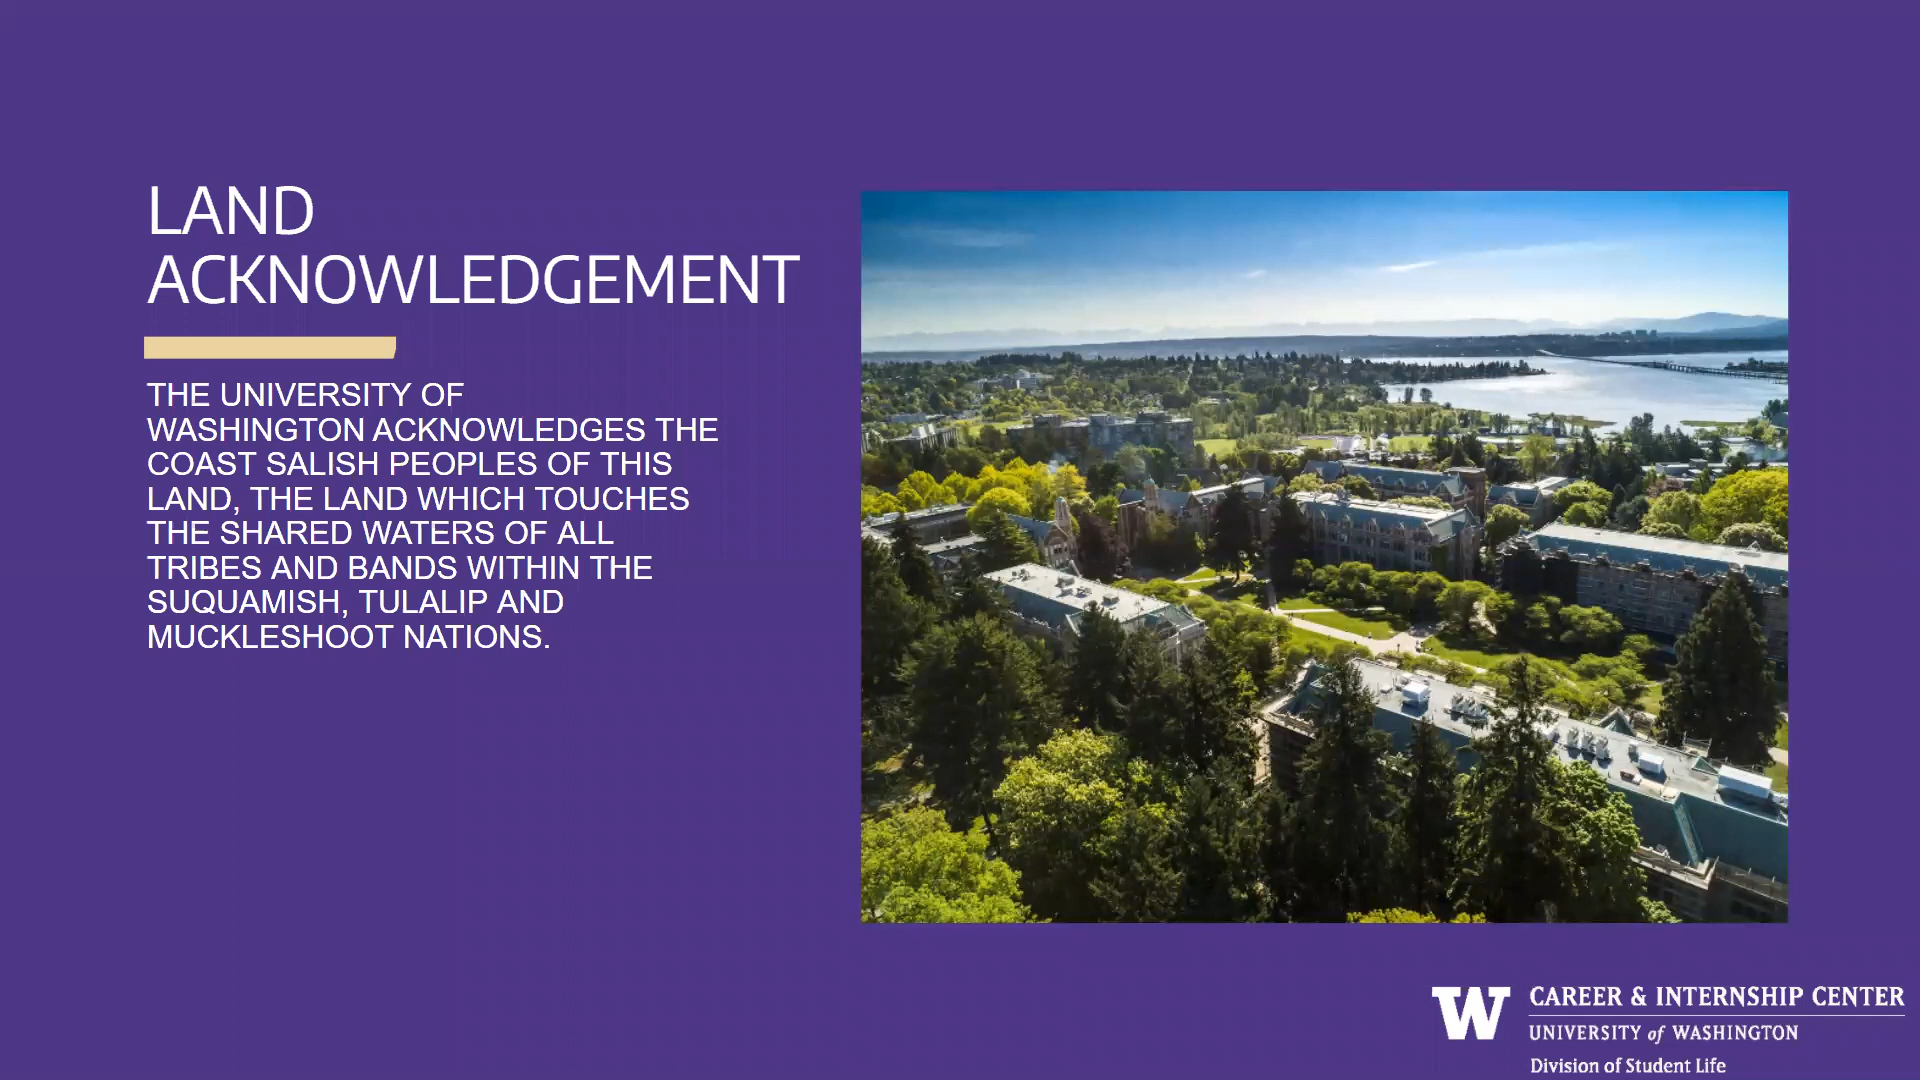 LAND
ACKNOWLEDGEMENT
THE UNIVERSITY OF
WASHINGTON ACKNOWLEDGES THE
COAST SALISH PEOPLES OF THIS
LAND, THE LAND WHICH TOUCHES
THE SHARED WATERS OF ALL
TRIBES AND BANDS WITHIN THE
SUQUAMISH, TULALIP AND
MUCKLESHOOT NATIONS.
W
CAREER & INTERNSHIP CENTER
UNIVERSITY of WASHINGTON
Division of Student Life